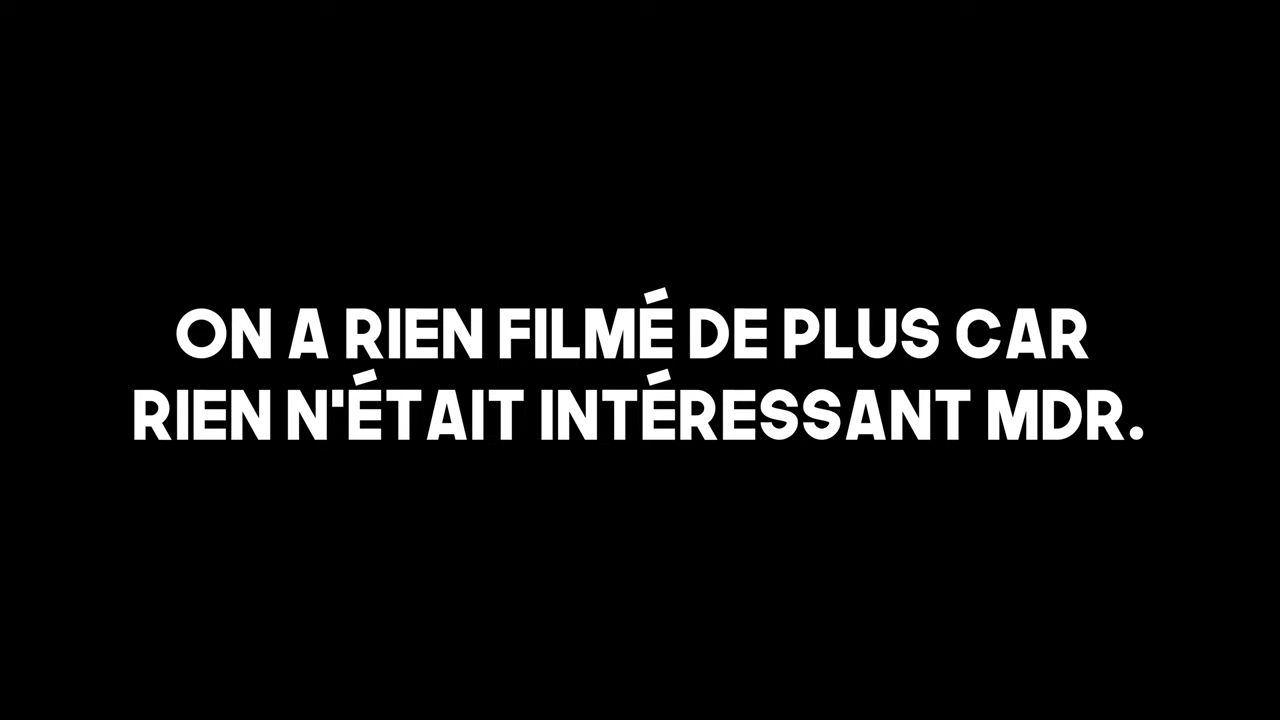 ON A RIEN FILMÉ DE PLUS CAR
RIEN N'ÉTAIT INTÉRESSANT MDR.